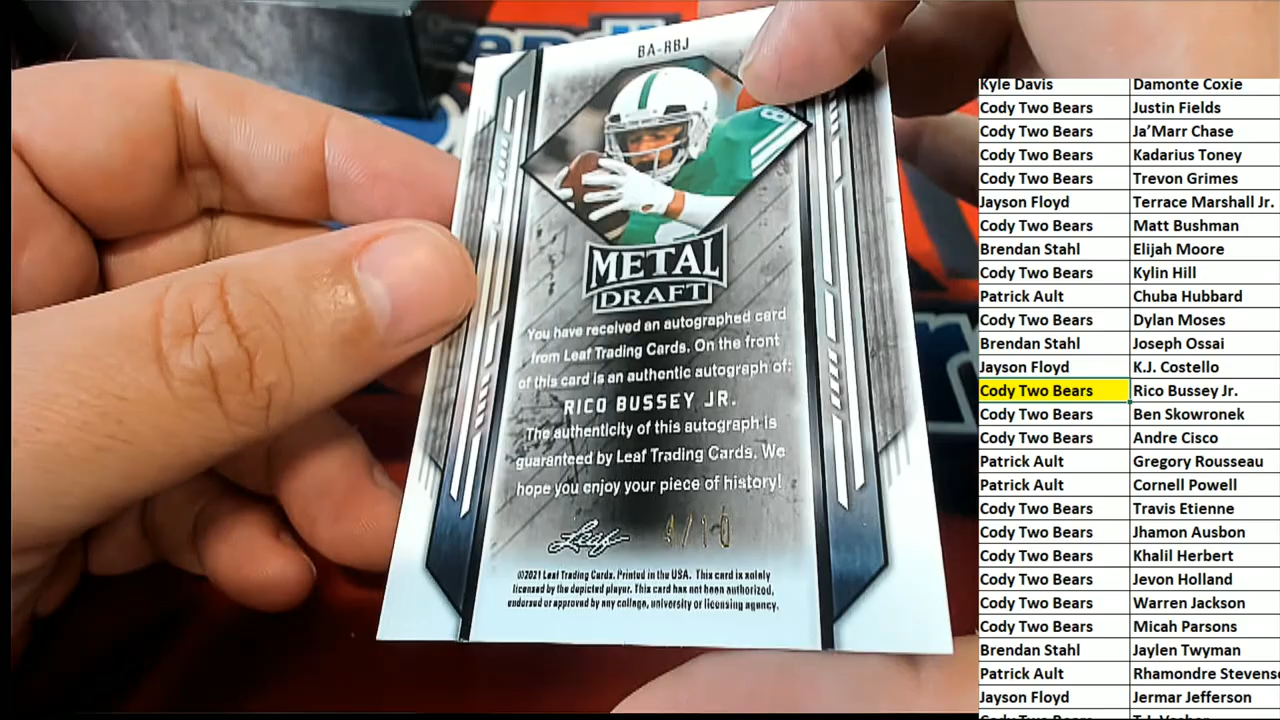 BA-RBJ
8
METAL
DRAFT
You have received an autographed card
from Leaf Trading Cards. On the front
of this card is an authentic autograph of:
RICO BUSSEY JR.
The authenticity of this autograph is
guaranteed by Leaf Trading Cards. We
hope you enjoy your piece of history!
Leaf
/10
©2021 Leaf Trading Cards. Printed in the USA. This card is solely
licensed by the depicted player. This card has not been authorized,
endorsed or approved by any college, university or licensing agency.
Kyle Davis Damonte Coxie
Cody Two Bears Justin Fields
Cody Two Bears Ja'Marr Chase
Cody Two Bears Kadarius Toney
Cody Two Bears Trevon Grimes
Jayson Floyd Terrace Marshall Jr.
Cody Two Bears Matt Bushman
Brendan Stahl Elijah Moore
Cody Two Bears Kylin Hill
Patrick Ault Chuba Hubbard
Cody Two Bears Dylan Moses
Brendan Stahl Joseph Ossai
Jayson Floyd K.J. Costello
Cody Two Bears Rico Bussey Jr.
Cody Two Bears Ben Skowronek
Cody Two Bears Andre Cisco
Patrick Ault Gregory Rousseau
Patrick Ault Cornell Powell
Cody Two Bears Travis Etienne
Cody Two Bears Jhamon Ausbon
Cody Two Bears Khalil Herbert
Cody Two Bears Jevon Holland
Cody Two Bears Warren Jackson
Cody Two Bears Micah Parsons
Brendan Stahl Jaylen Twyman
Patrick Ault Rhamondre Stevens
Jayson Floyd Jermar Jefferson